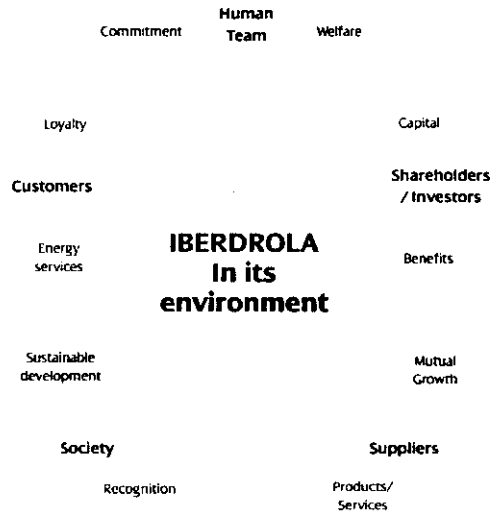 Human
Team
Commitment
Welfare
Loyalty
Capital
Customers
Shareholders
/ Investors
IBERDROLA
In its
environment
Energy
services
Benefits
Sustainable
development
Mutual
Growth
Society
Suppliers
Recognition
Products/
Services